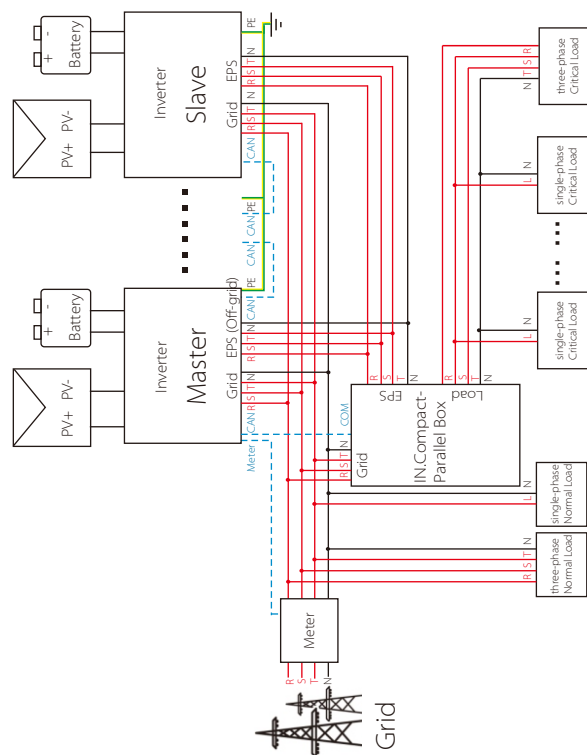 PV+ PV-
+ -
Battery
PV+ PV-
+ -
Battery
Inverter
Master
Grid
EPS (Off-grid)
Meter CAN R S T N R S T N CAN PE
CAN CAN PE
Inverter
Slave
Grid
EPS
CAN R S T N R S T N PE
Grid
R
S
T
N
Meter
COM
R S T N
Grid
IN.Compact-
Parallel Box
EPS
R
S
T
N
Load
R
S
T
N
R S T N
three-phase
Normal Load
L N
single-phase
Normal Load
L N
single-phase
Critical Load
L N
single-phase
Critical Load
N T S R
three-phase
Critical Load